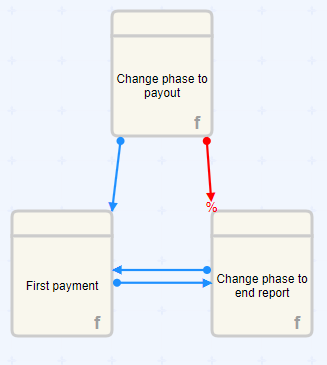 Change phase to
payout
f
%
First payment
f
Change phase to
end report
f